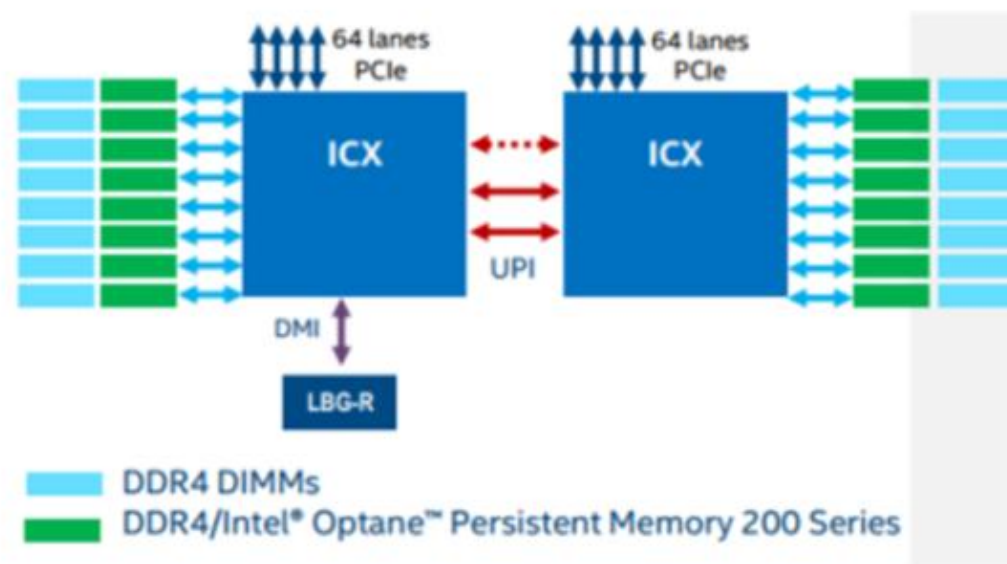 64 lanes
PCIe
64 lanes
PCIe
ICX
ICX
UPI
DMI
LBG-R
DDR4 DIMMs
DDR4/Intel® Optane™ Persistent Memory 200 Series